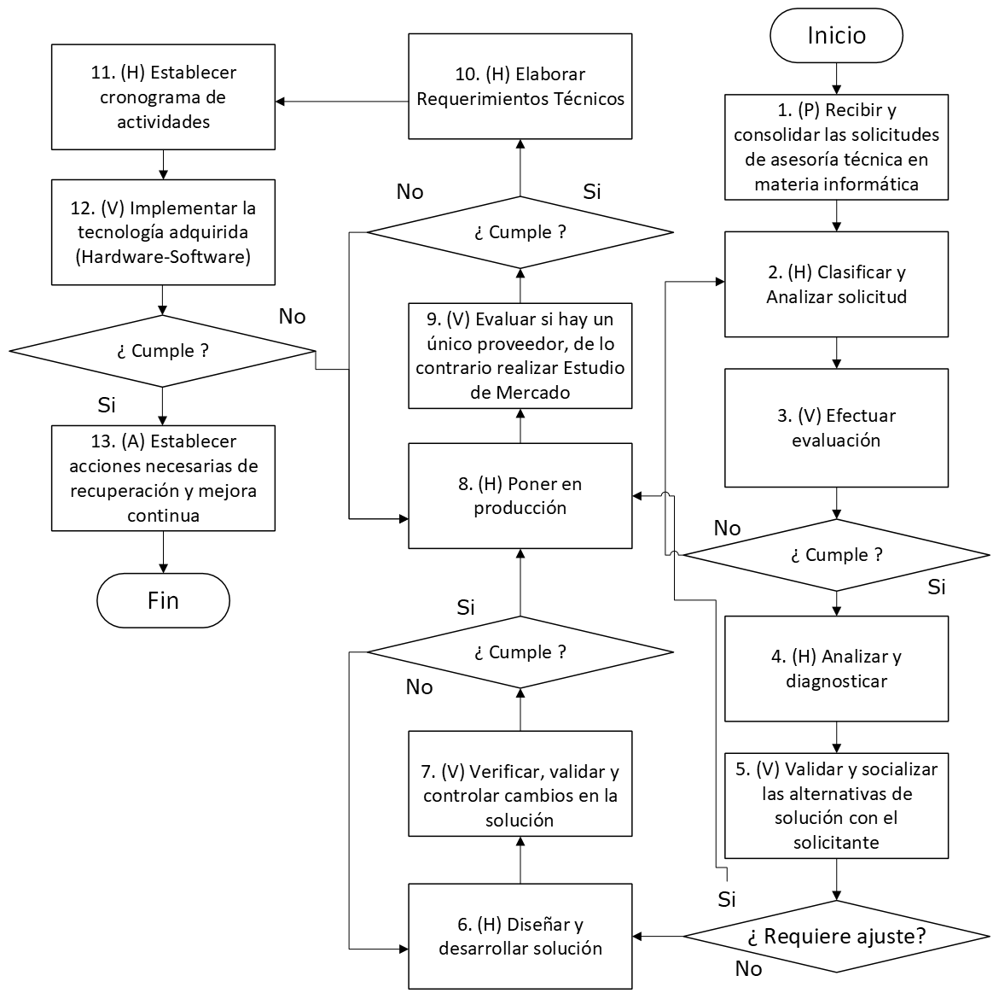 Inicio
1. (P) Recibir y
consolidar las solicitudes
de asesoría técnica en
materia informática
2. (H) Clasificar y
Analizar solicitud
3. (V) Efectuar
evaluación
No
¿ Cumple ?
Si
4. (H) Analizar y
diagnosticar
5. (V) Validar y socializar
las alternativas de
solución con el
solicitante
Si
¿ Requiere ajuste?
No
6. (H) Diseñar y
desarrollar solución
7. (V) Verificar, validar y
controlar cambios en la
solución
Si
¿ Cumple ?
No
8. (H) Poner en
producción
9. (V) Evaluar si hay un
único proveedor, de lo
contrario realizar Estudio
de Mercado
No
Si
¿ Cumple ?
10. (H) Elaborar
Requerimientos Técnicos
11. (H) Establecer
cronograma de
actividades
12. (V) Implementar la
tecnología adquirida
(Hardware-Software)
No
¿ Cumple ?
Si
13. (A) Establecer
acciones necesarias de
recuperación y mejora
continua
Fin